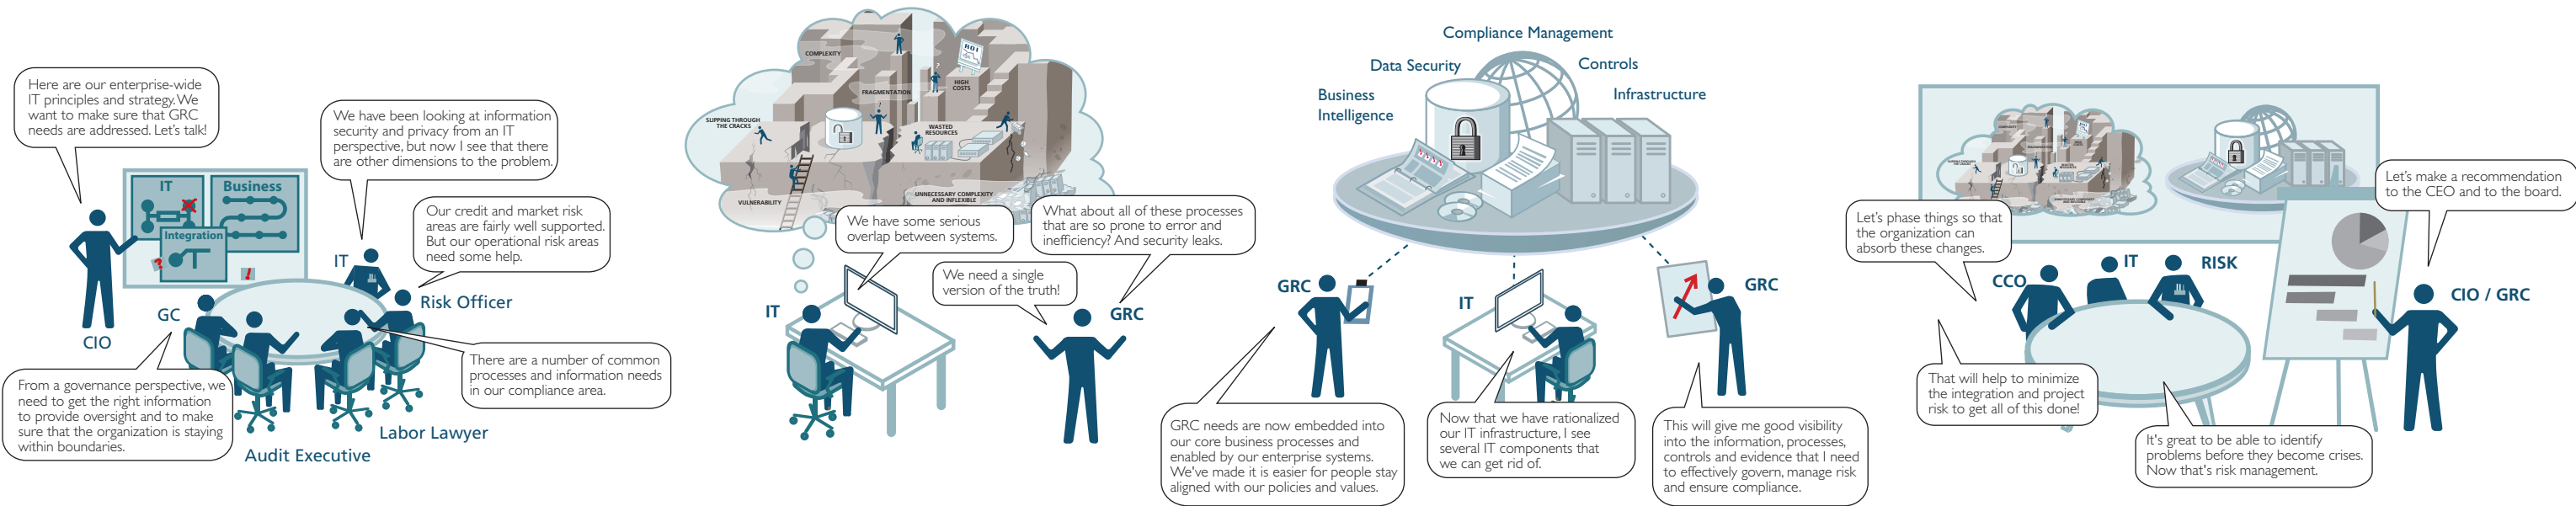 Here are our enterprise-wide
IT principles and strategy. We
want to make sure that GRC
needs are addressed. Let's talk!
We have been looking at information
security and privacy from an IT
perspective, but now I see that there
are other dimensions to the problem.
IT
Business
Integration
?
!
Our credit and market risk
areas are fairly well supported.
But our operational risk areas
need some help.
IT
Risk Officer
GC
CIO
There are a number of common
processes and information needs
in our compliance area.
From a governance perspective, we
need to get the right information
to provide oversight and to make
sure that the organization is staying
within boundaries.
Labor Lawyer
Audit Executive
COMPLEXITY
ROI
?
HIGH
COSTS
FRAGMENTATION
SLIPPING THROUGH
THE CRACKS
WASTED
RESOURCES
UNNECESSARY COMPLEXITY
AND INFLEXIBLE
VULNERABILITY
We have some serious
overlap between systems.
What about all of these processes
that are so prone to error and
inefficiency? And security leaks.
We need a single
version of the truth!
IT
GRC
Compliance Management
Data Security
Controls
Business
Intelligence
Infrastructure
GRC
IT
GRC
GRC needs are now embedded into
our core business processes and
enabled by our enterprise systems.
We've made it is easier for people stay
aligned with our policies and values.
Now that we have rationalized
our IT infrastructure, I see
several IT components that
we can get rid of.
This will give me good visibility
into the information, processes,
controls and evidence that I need
to effectively govern, manage risk
and ensure compliance.
Let's make a recommendation
to the CEO and to the board.
Let's phase things so that
the organization can
absorb these changes.
CCO
IT
RISK
CIO / GRC
That will help to minimize
the integration and project
risk to get all of this done!
It's great to be able to identify
problems before they become crises.
Now that's risk management.